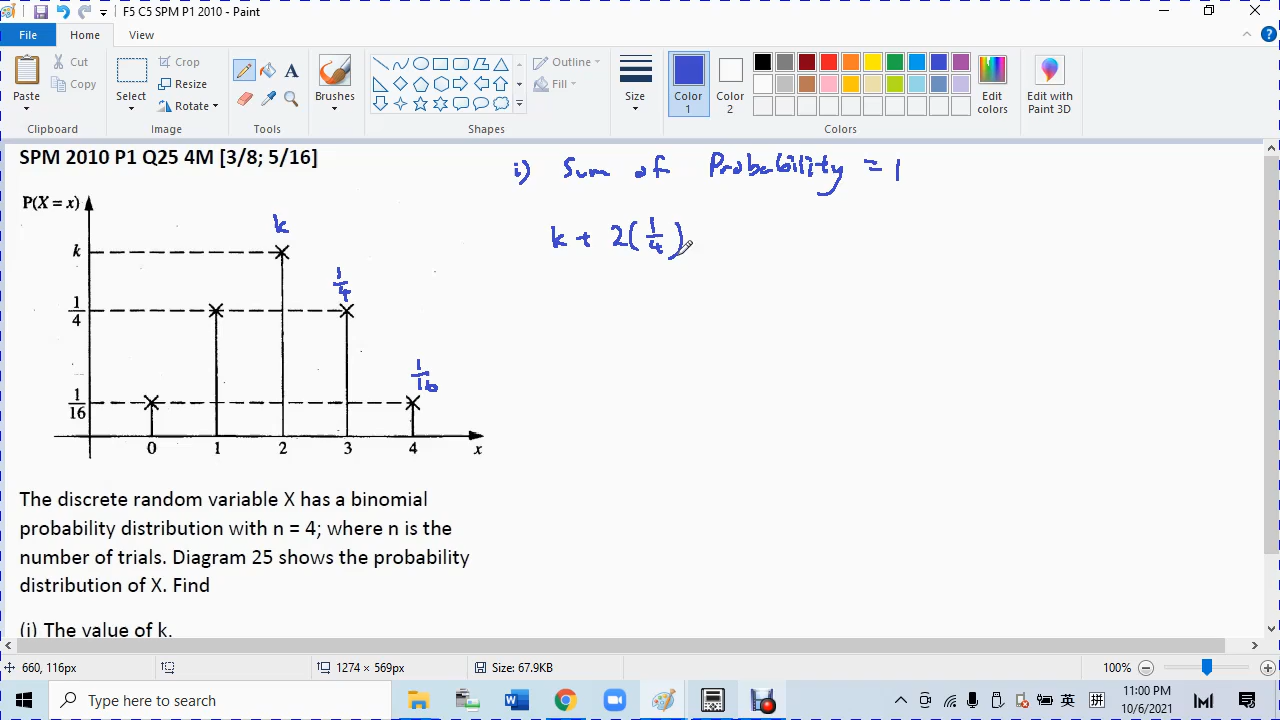 F5 C5 SPM P1 2010 - Paint
File Home View
Paste
Cut
Copy
Clipboard
Select
Crop
Resize
Rotate
Image
A
Tools
Brushes
Outline
Fill
Shapes
Size
Color 1
Color 2
Edit colors
Edit with Paint 3D
Colors
SPM 2010 P1 Q25 4M [3/8; 5/16]
P(X = x)
k
1/4
1/16
k
1/4
1/16
0 1 2 3 4 x
i) Sum of Probability = 1
k + 2(1/4)
The discrete random variable X has a binomial
probability distribution with n = 4; where n is the
number of trials. Diagram 25 shows the probability
distribution of X. Find
(i) The value of k.
660, 116px
1274 × 569px
Size: 67.9KB
100%
Type here to search
英
拼
11:00 PM
10/6/2021